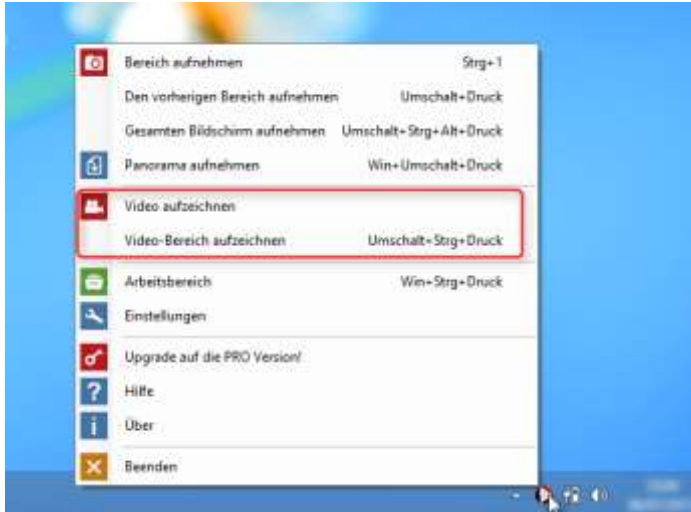 Bereich aufnehmen Strg+1
Den vorherigen Bereich aufnehmen Umschalt+Druck
Gesamten Bildschirm aufnehmen Umschalt+Strg+Alt+Druck
Panorama aufnehmen Win+Umschalt+Druck
Video aufzeichnen
Video-Bereich aufzeichnen Umschalt+Strg+Druck
Arbeitsbereich Win+Strg+Druck
Einstellungen
Upgrade auf die PRO Version!
Hilfe
Über
Beenden